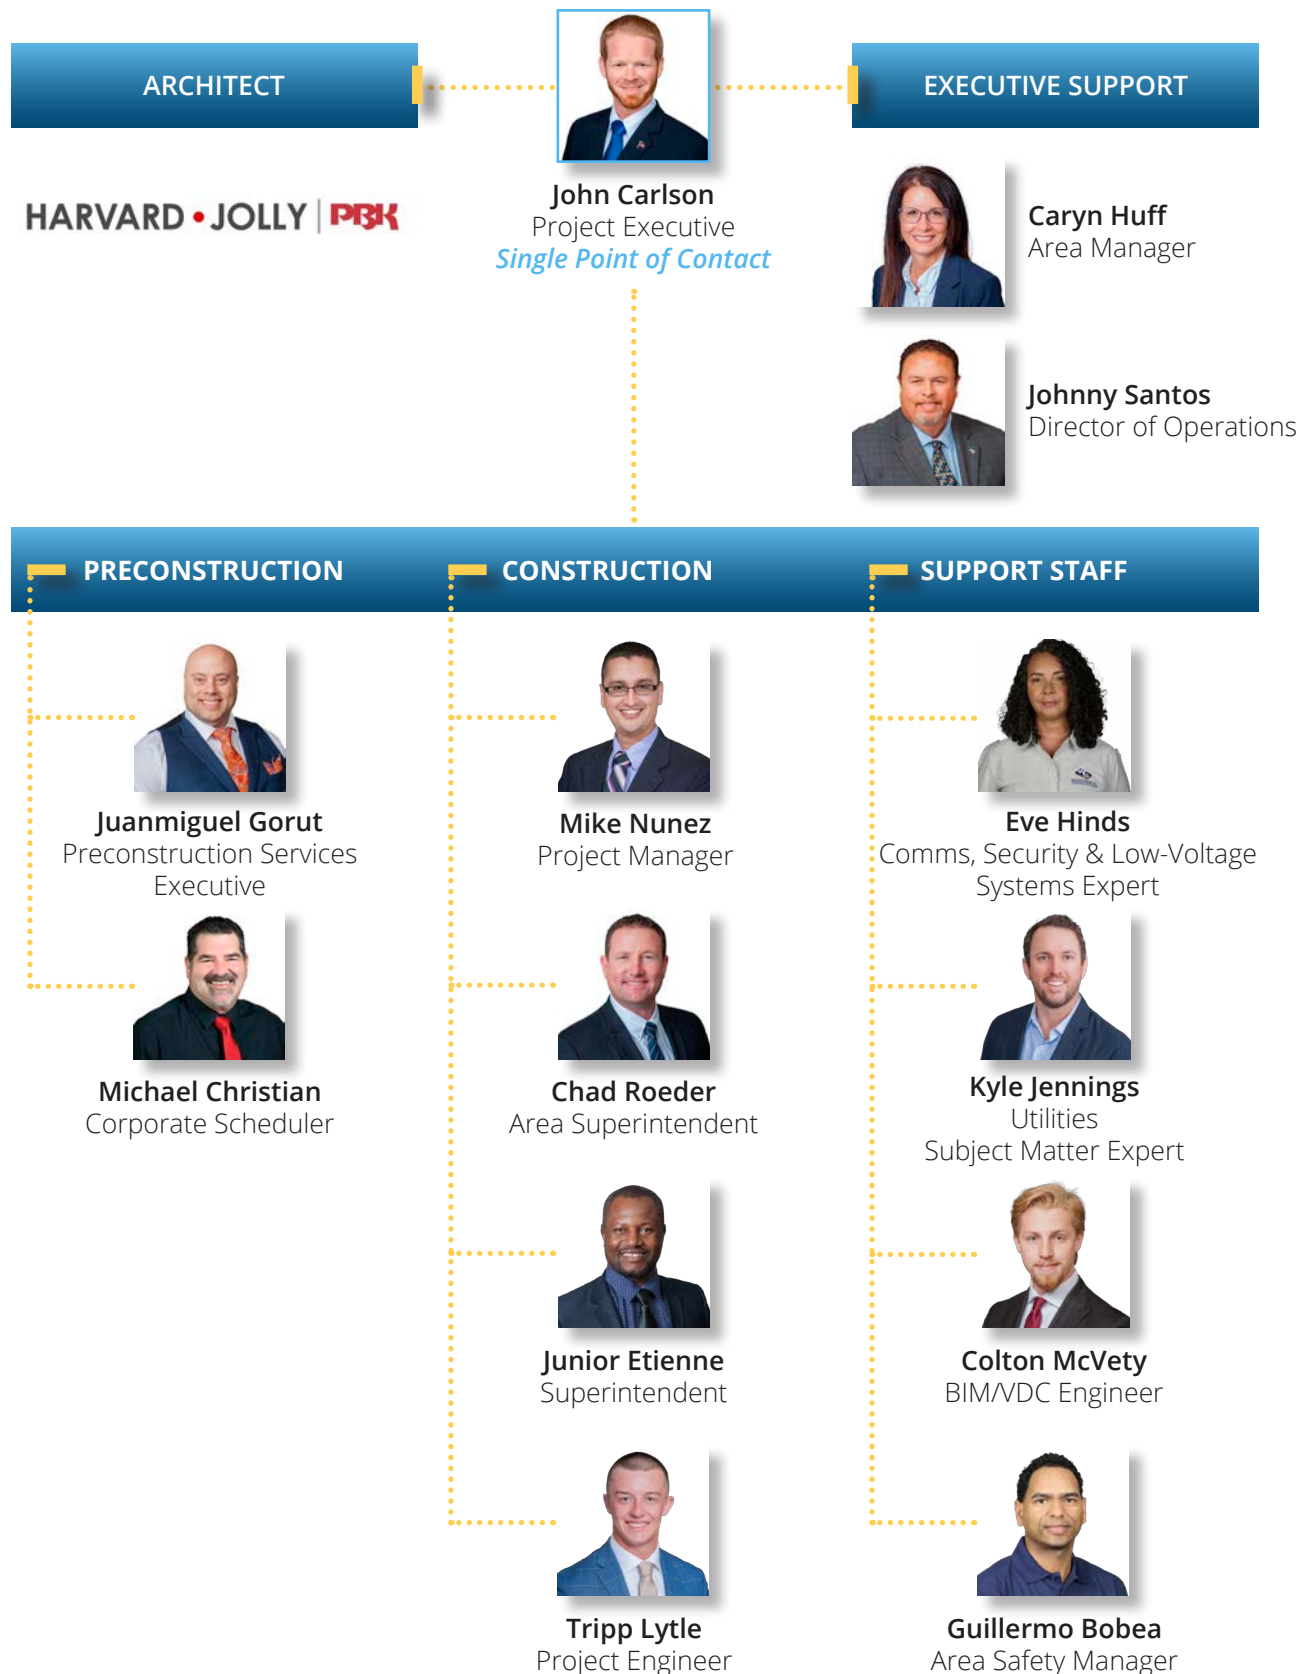 ARCHITECT
EXECUTIVE SUPPORT
HARVARD • JOLLY | PBK
John Carlson
Project Executive
Single Point of Contact
Caryn Huff
Area Manager
Johnny Santos
Director of Operations
PRECONSTRUCTION
CONSTRUCTION
SUPPORT STAFF
Juanmiguel Gorut
Preconstruction Services
Executive
Michael Christian
Corporate Scheduler
Mike Nunez
Project Manager
Chad Roeder
Area Superintendent
Junior Etienne
Superintendent
Tripp Lytle
Project Engineer
Eve Hinds
Comms, Security & Low-Voltage
Systems Expert
Kyle Jennings
Utilities
Subject Matter Expert
Colton McVety
BIM/VDC Engineer
Guillermo Bobea
Area Safety Manager